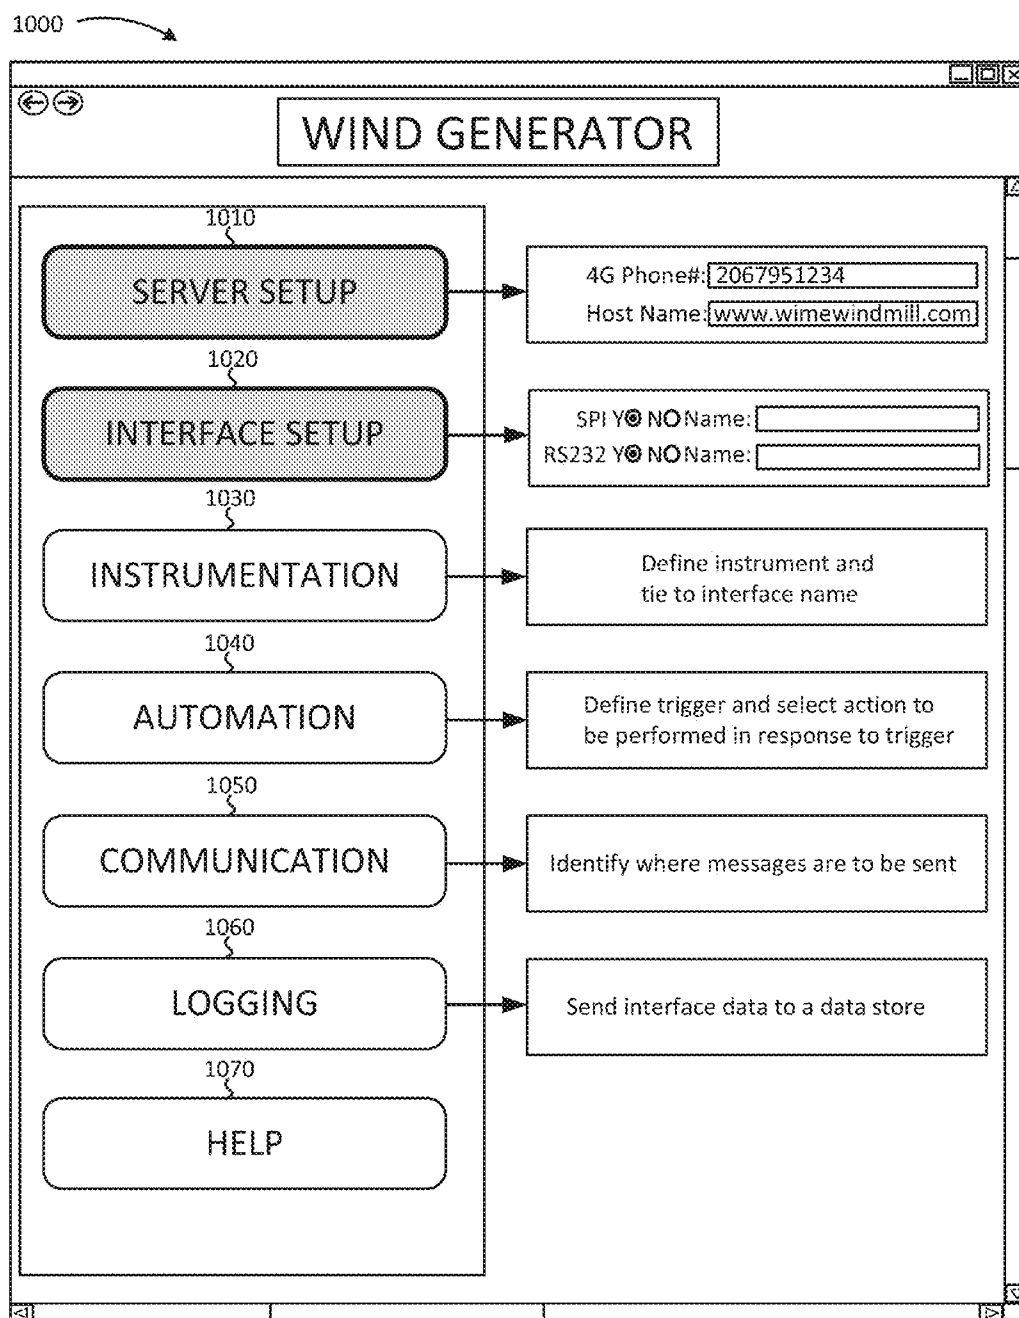 1000
WIND GENERATOR
1010
SERVER SETUP
4G Phone#: 2067951234
Host Name: www.wimewindmill.com
1020
INTERFACE SETUP
SPI Y NO Name:
RS232 Y NO Name:
1030
INSTRUMENTATION
Define instrument and
tie to interface name
1040
AUTOMATION
Define trigger and select action to
be performed in response to trigger
1050
COMMUNICATION
Identify where messages are to be sent
1060
LOGGING
Send interface data to a data store
1070
HELP